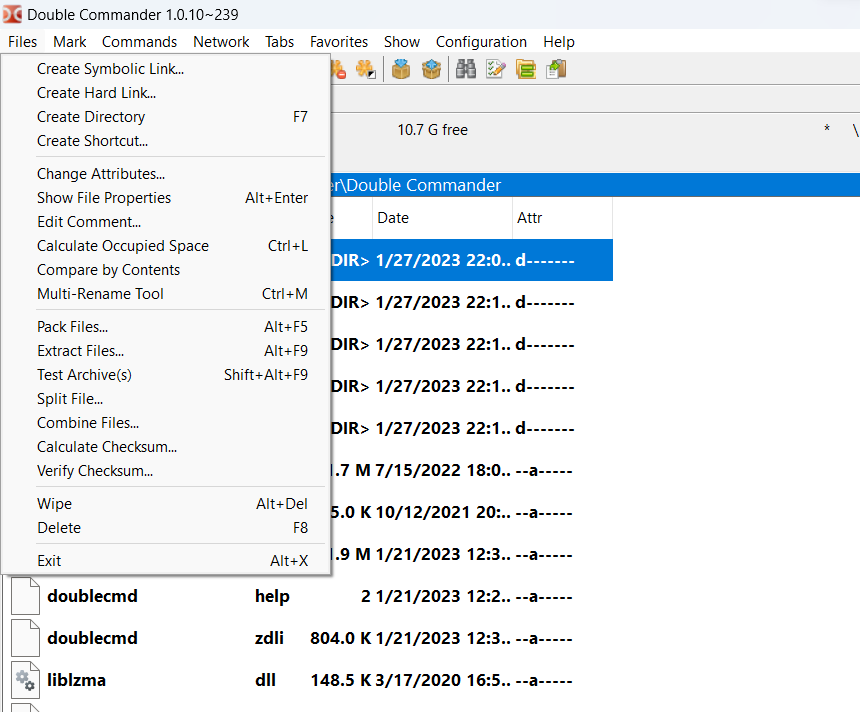 Double Commander 1.0.10~239
Files Mark Commands Network Tabs Favorites Show Configuration Help
Create Symbolic Link...
Create Hard Link...
Create Directory F7
Create Shortcut...
10.7 G free * \
Change Attributes...
\Double Commander
Show File Properties Alt+Enter
Edit Comment... Date Attr
Calculate Occupied Space Ctrl+L
DIR> 1/27/2023 22:0.. d-------
Compare by Contents
Multi-Rename Tool Ctrl+M
DIR> 1/27/2023 22:1.. d-------
Pack Files... Alt+F5
DIR> 1/27/2023 22:1.. d-------
Extract Files... Alt+F9
Test Archive(s) Shift+Alt+F9
DIR> 1/27/2023 22:1.. d-------
Split File...
Combine Files...
DIR> 1/27/2023 22:1.. d-------
Calculate Checksum...
Verify Checksum...
.7 M 7/15/2022 18:0.. --a-----
Wipe Alt+Del
5.0 K 10/12/2021 20:.. --a-----
Delete F8
.9 M 1/21/2023 12:3.. --a-----
Exit Alt+X
doublecmd help 2 1/21/2023 12:2.. --a-----
doublecmd zdli 804.0 K 1/21/2023 12:3.. --a-----
liblzma dll 148.5 K 3/17/2020 16:5.. --a-----